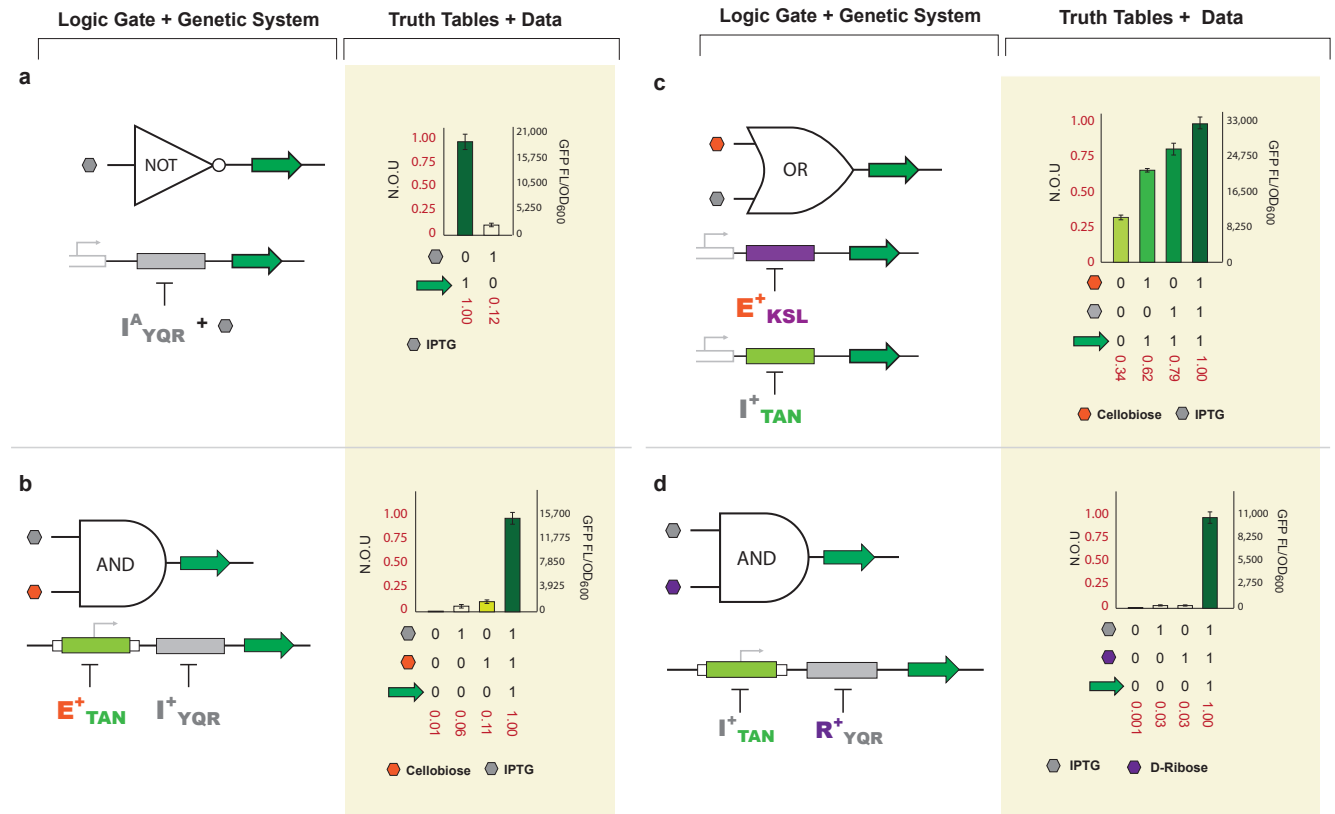 Logic Gate + Genetic System
Truth Tables + Data
a
NOT
I^A YQR +
1.00
0.75
0.50
0.25
0
N.O.U
21,000
15,750
10,500
5,250
0
GFP FL/OD600
0 1
1 0
1.00 0.12
IPTG
b
AND
E+ TAN I+ YQR
1.00
0.75
0.50
0.25
0
N.O.U
15,700
11,775
7,850
3,925
0
GFP FL/OD600
0 1 0 1
0 0 1 1
0 0 0 1
0.01 0.06 0.11 1.00
Cellobiose IPTG
Logic Gate + Genetic System
Truth Tables + Data
c
OR
E+ KSL
I+ TAN
1.00
0.75
0.50
0.25
0
N.O.U
33,000
24,750
16,500
8,250
0
GFP FL/OD600
0 1 0 1
0 0 1 1
0 1 1 1
0.34 0.62 0.79 1.00
Cellobiose IPTG
d
AND
I+ TAN R+ YQR
1.00
0.75
0.50
0.25
0
N.O.U
11,000
8,250
5,500
2,750
0
GFP FL/OD600
0 1 0 1
0 0 1 1
0 0 0 1
0.001 0.03 0.03 1.00
IPTG D-Ribose